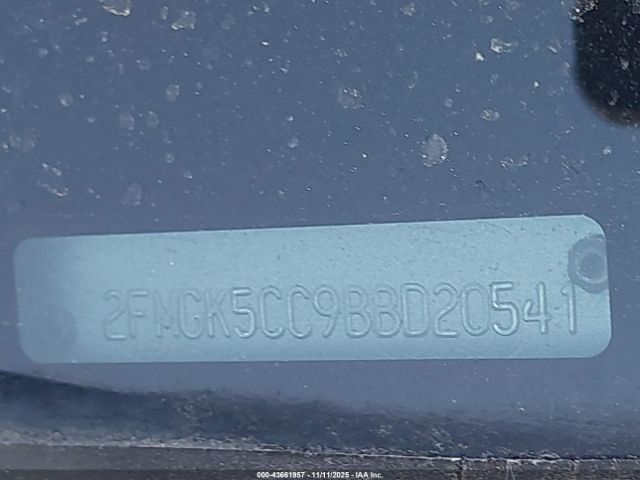 2FMGK5CC9BBD20541
000-43661957 - 11/11/2025 - IAA Inc.